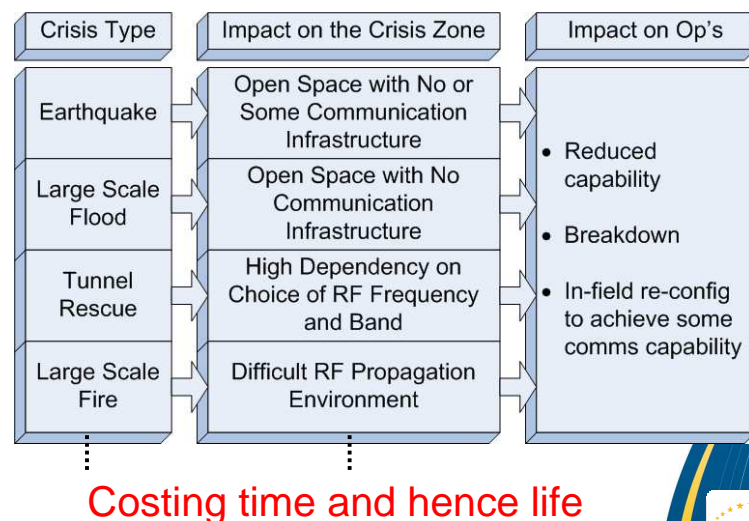 Crisis Type
Impact on the Crisis Zone
Impact on Op's
Earthquake
Open Space with No or
Some Communication
Infrastructure
Large Scale
Flood
Open Space with No
Communication
Infrastructure
Tunnel
Rescue
High Dependency on
Choice of RF Frequency
and Band
Large Scale
Fire
Difficult RF Propagation
Environment
• Reduced
capability
• Breakdown
• In-field re-config
to achieve some
comms capability
Costing time and hence life